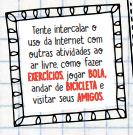 Tente intercalar o
uso da Internet com
outras atividades ao
ar livre, como fazer
EXERCÍCIOS, jogar BOLA,
andar de BICICLETA e
visitar seus AMIGOS.